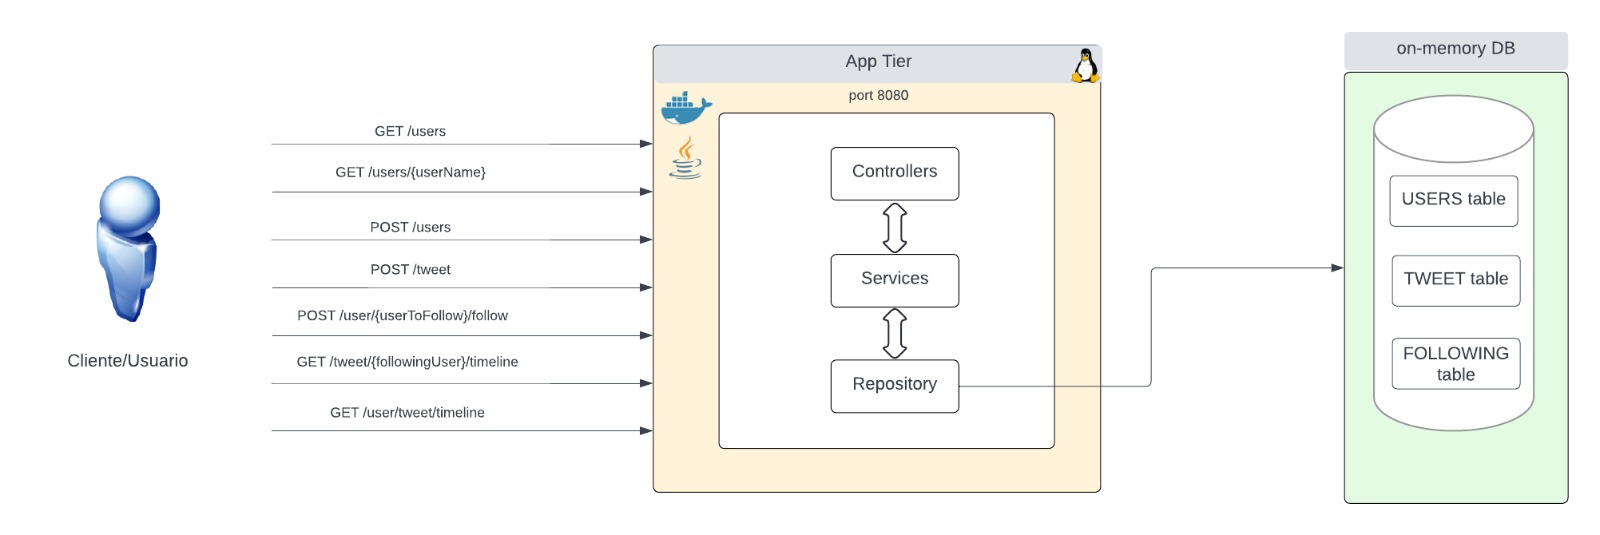 on-memory DB
App Tier
port 8080
GET /users
GET /users/{userName}
POST /users
POST /tweet
POST /user/{userToFollow}/follow
GET /tweet/{followingUser}/timeline
GET /user/tweet/timeline
Cliente/Usuario
Controllers
Services
Repository
USERS table
TWEET table
FOLLOWING
table